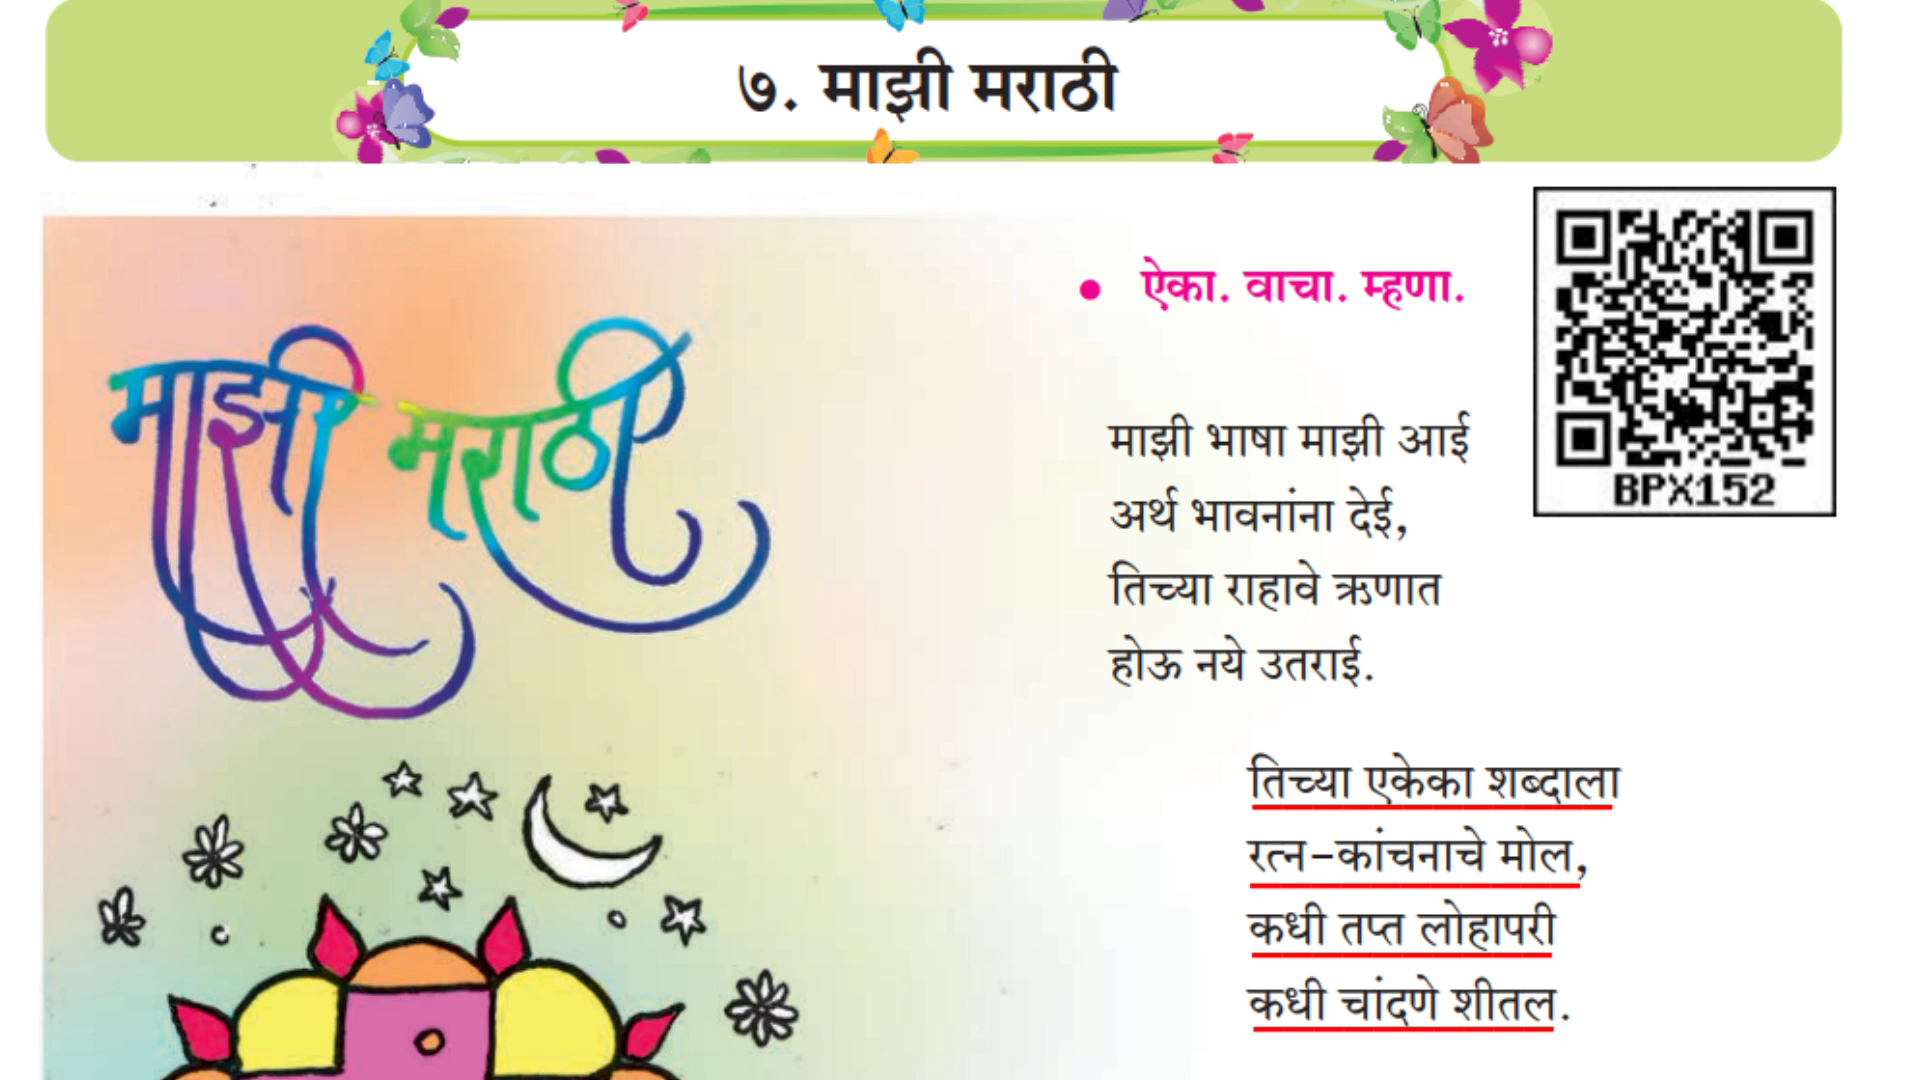 ७. माझी मराठी
माझी मराठी
• ऐका. वाचा. म्हणा.
BPX152
माझी भाषा माझी आई
अर्थ भावनांना देई,
तिच्या राहावे ऋणात
होऊ नये उतराई.
तिच्या एकेका शब्दाला
रत्न-कांचनाचे मोल,
कधी तप्त लोहापरी
कधी चांदणे शीतल.